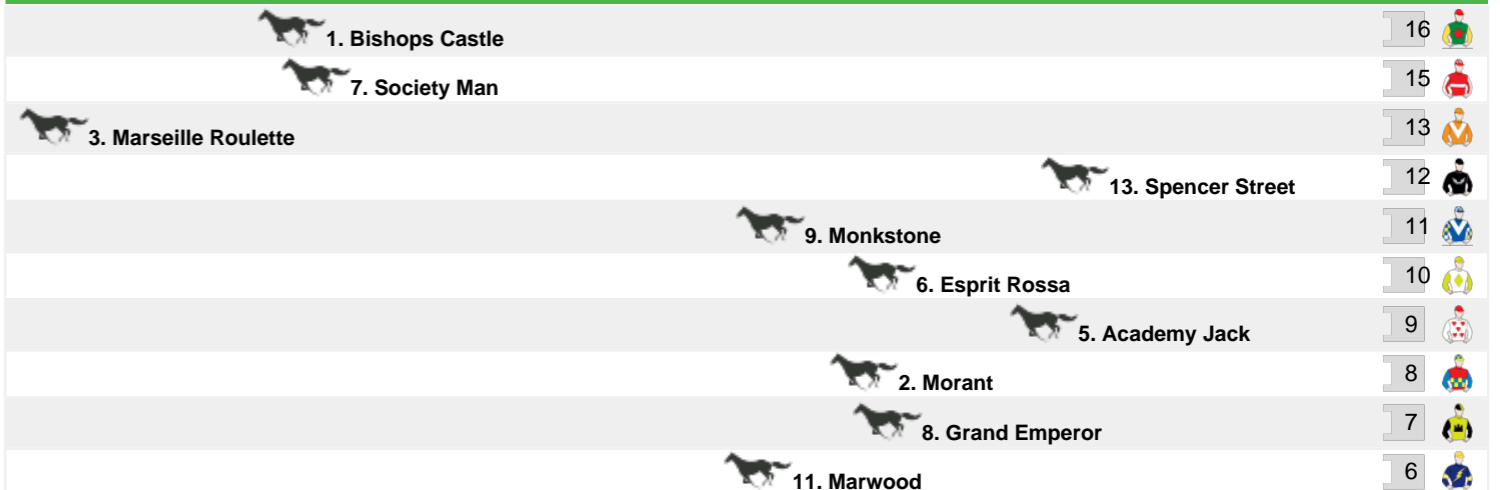 1. Bishops Castle 16
7. Society Man 15
3. Marseille Roulette 13
13. Spencer Street 12
9. Monkstone 11
6. Esprit Rossa 10
5. Academy Jack 9
2. Morant 8
8. Grand Emperor 7
11. Marwood 6